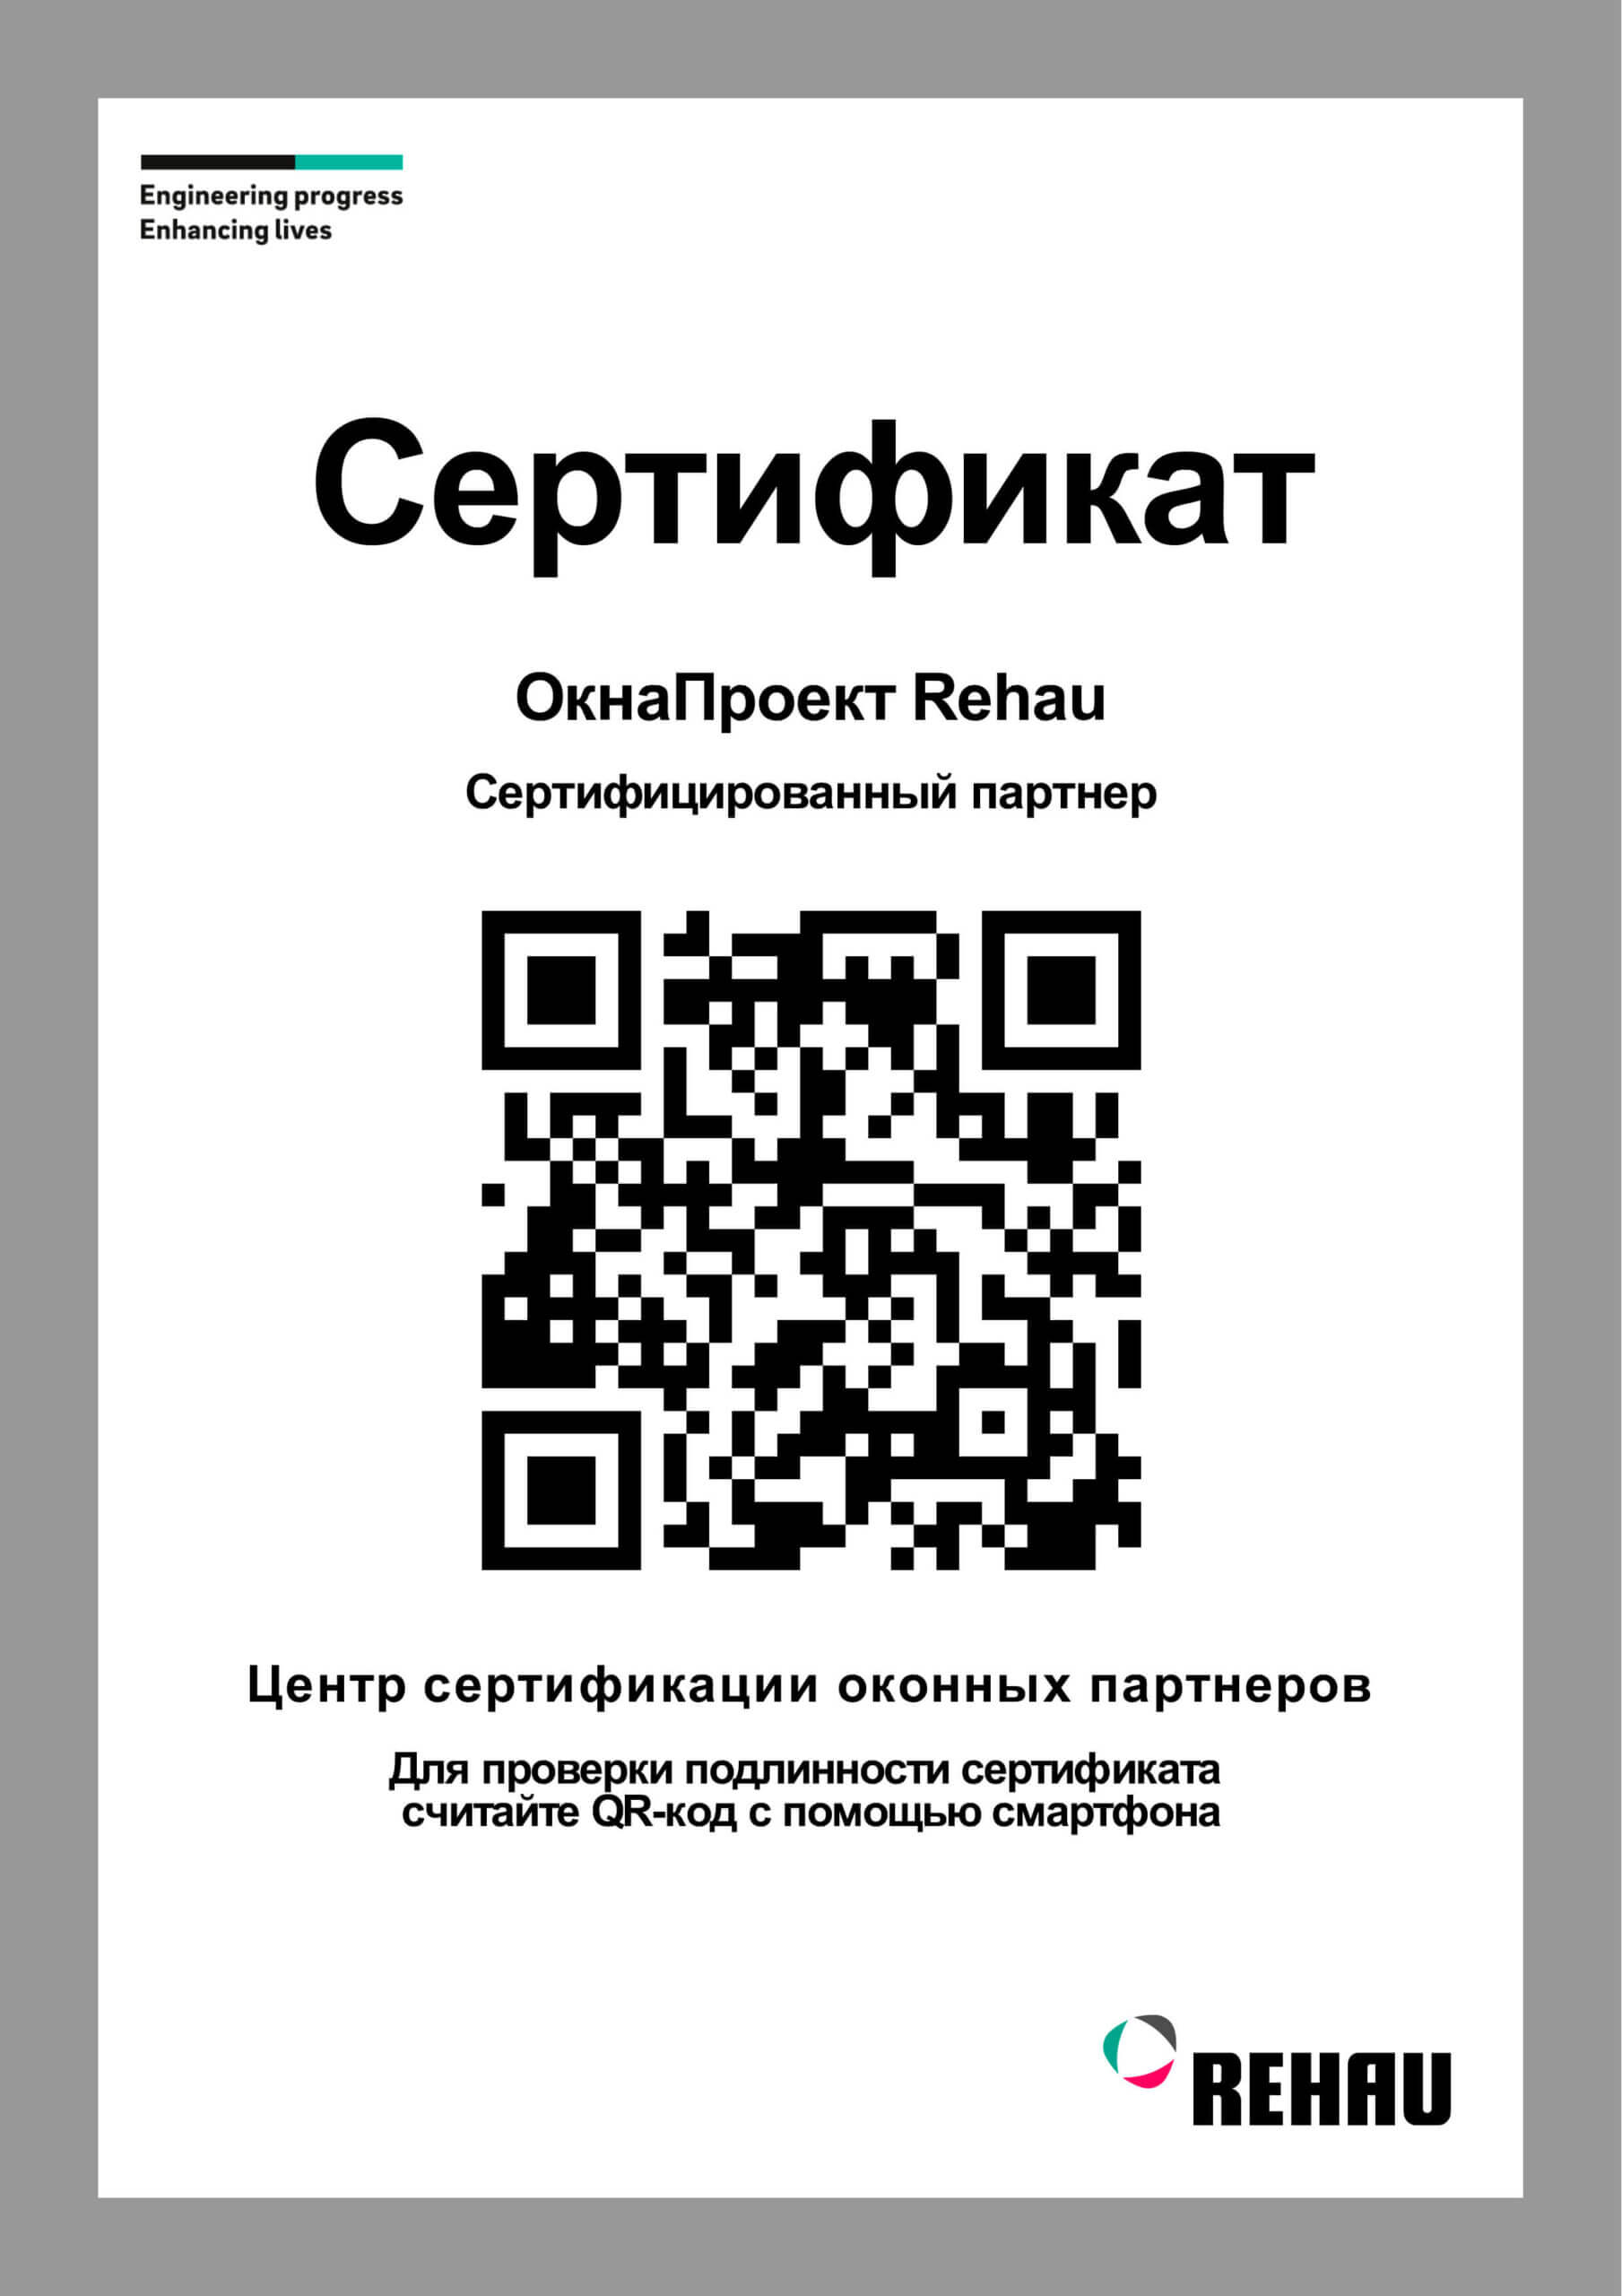 Engineering progress
Enhancing lives
Сертификат
ОкнаПроект Rehau
Сертифицированный партнер
Центр сертификации оконных партнеров
Для проверки подлинности сертификата
считайте QR-код с помощью смартфона
REHAU